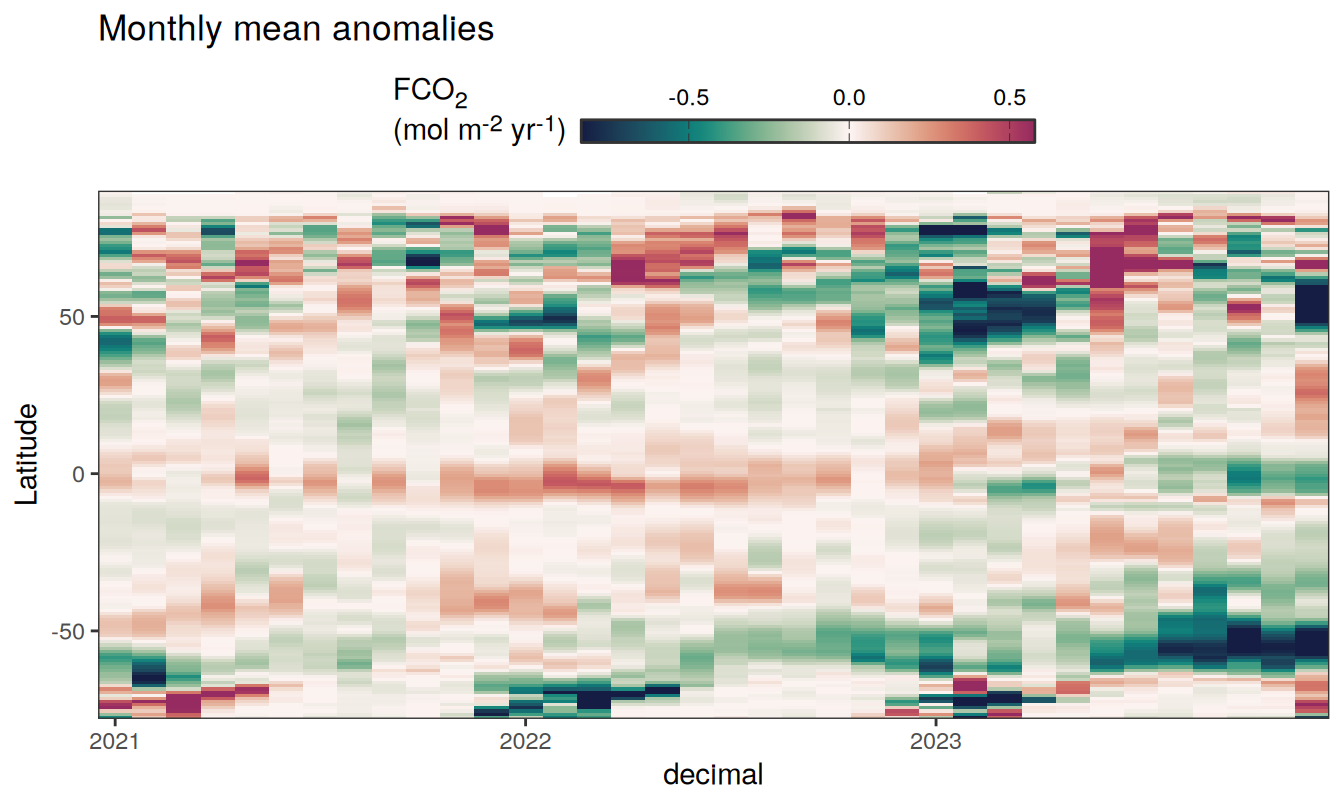 Monthly mean anomalies
FCO₂
(mol m⁻² yr⁻¹)
-0.5 0.0 0.5
Latitude
50
0
-50
2021 2022 2023
decimal